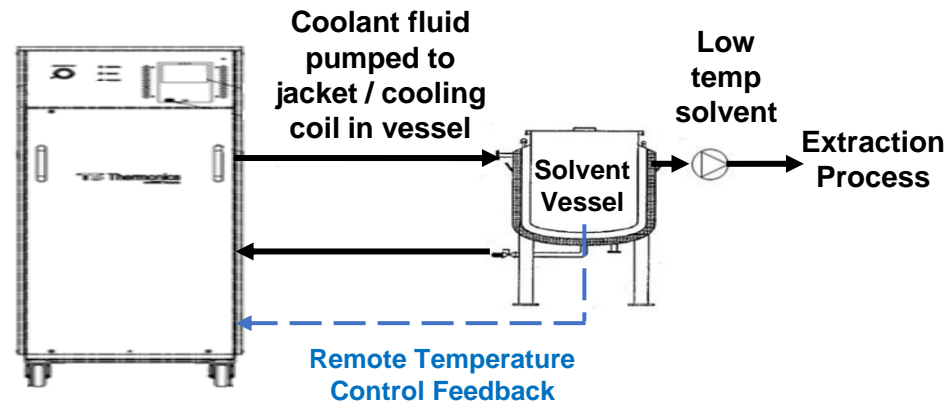 Coolant fluid
pumped to
jacket / cooling
coil in vessel
Low
temp
solvent
Extraction
Process
Solvent
Vessel
Thermonics
Remote Temperature
Control Feedback